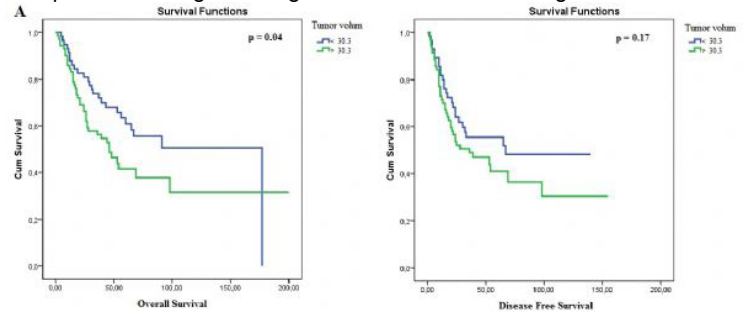 A
Survival Functions
p = 0.04
Tumor volum
< 30.3
> 30.3
Cum Survival
1,0
0,8
0,6
0,4
0,2
0,0
0,00
50,00
100,00
150,00
200,00
Overall Survival
Survival Functions
p = 0.17
Tumor volum
< 30.3
> 30.3
Cum Survival
1,0
0,8
0,6
0,4
0,2
0,0
0,00
50,00
100,00
150,00
200,00
Disease Free Survival